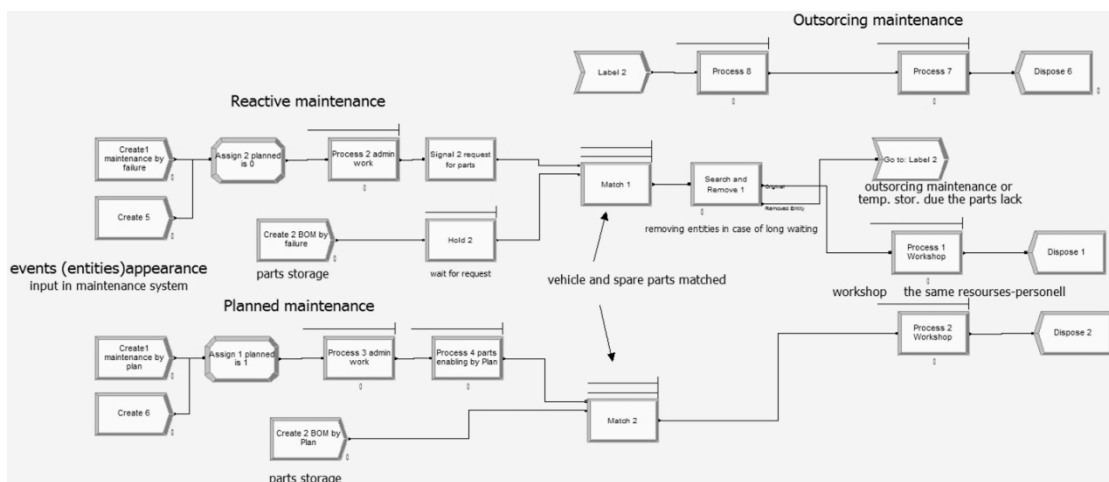 Outsorcing maintenance
Label 2
Process 8
Process 7
Dispose 6
Reactive maintenance
Create1
maintenance by
failure
Assign 2 planned
is 0
Process 2 admin
work
Signal 2 request
for parts
Match 1
Search and
Remove 1
Original
Removed Entity
Go to: Label 2
outsorcing maintenance or
temp. stor. due the parts lack
Create 5
Create 2 BOM by
failure
Hold 2
removing entities in case of long waiting
Process 1
Workshop
Dispose 1
events (entities)appearance
input in maintenance system
parts storage
wait for request
vehicle and spare parts matched
workshop the same resourses-personell
Planned maintenance
Create1
maintenance by
plan
Assign 1 planned
is 1
Process 3 admin
work
Process 4 parts
enabling by Plan
Process 2
Workshop
Dispose 2
Create 6
Create 2 BOM by
Plan
Match 2
parts storage